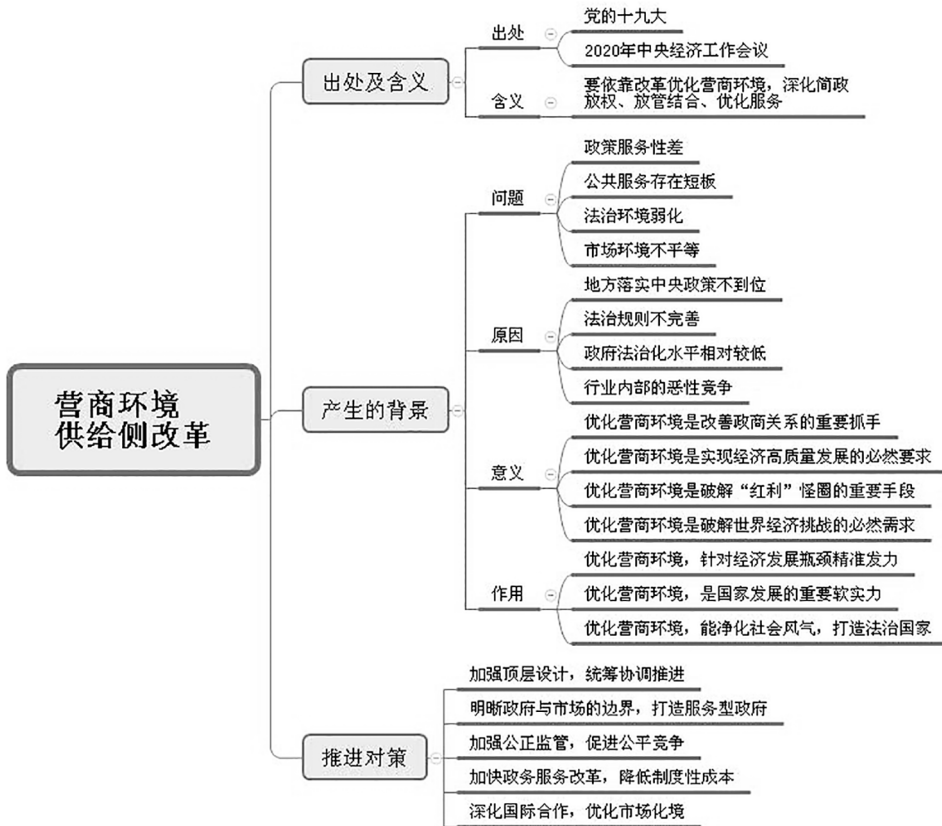 营商环境
供给侧改革
出处及含义
出处
党的十九大
2020年中央经济工作会议
含义
要依靠改革优化营商环境，深化简政
放权、放管结合、优化服务
产生的背景
问题
政策服务性差
公共服务存在短板
法治环境弱化
市场环境不平等
原因
地方落实中央政策不到位
法治规则不完善
政府法治化水平相对较低
行业内部的恶性竞争
意义
优化营商环境是改善政商关系的重要抓手
优化营商环境是实现经济高质量发展的必然要求
优化营商环境是破解“红利”怪圈的重要手段
优化营商环境是破解世界经济挑战的必然需求
作用
优化营商环境，针对经济发展瓶颈精准发力
优化营商环境，是国家发展的重要软实力
优化营商环境，能净化社会风气，打造法治国家
推进对策
加强顶层设计，统筹协调推进
明晰政府与市场的边界，打造服务型政府
加强公正监管，促进公平竞争
加快政务服务改革，降低制度性成本
深化国际合作，优化市场化境